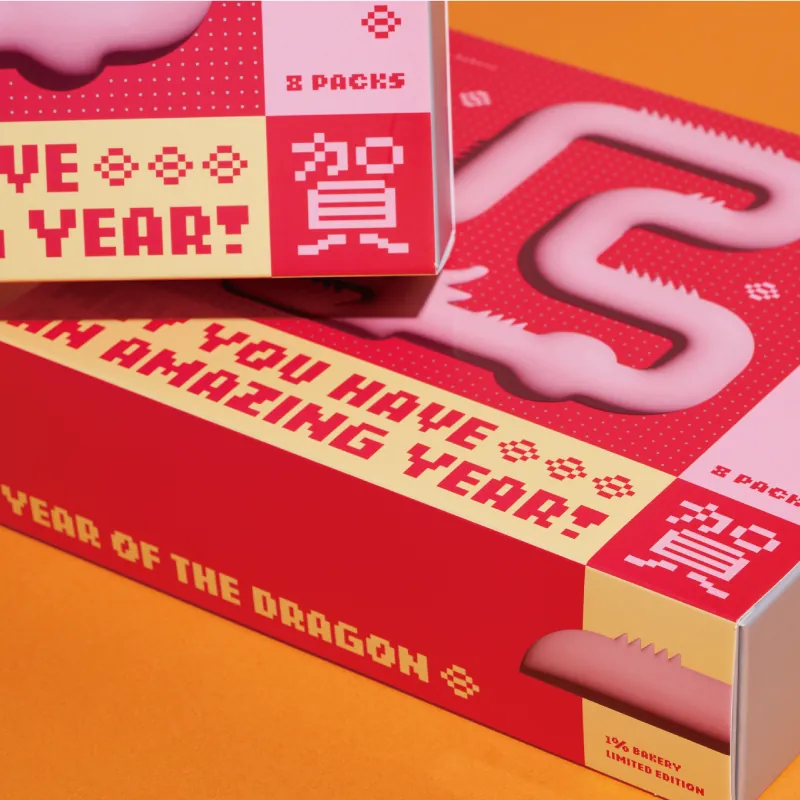 8 PACKS
VE
YEAR!
賀
YOU HAVE
AN AMAZING YEAR!
8 PACKS
賀
YEAR OF THE DRAGON
1% BAKERY
LIMITED EDITION